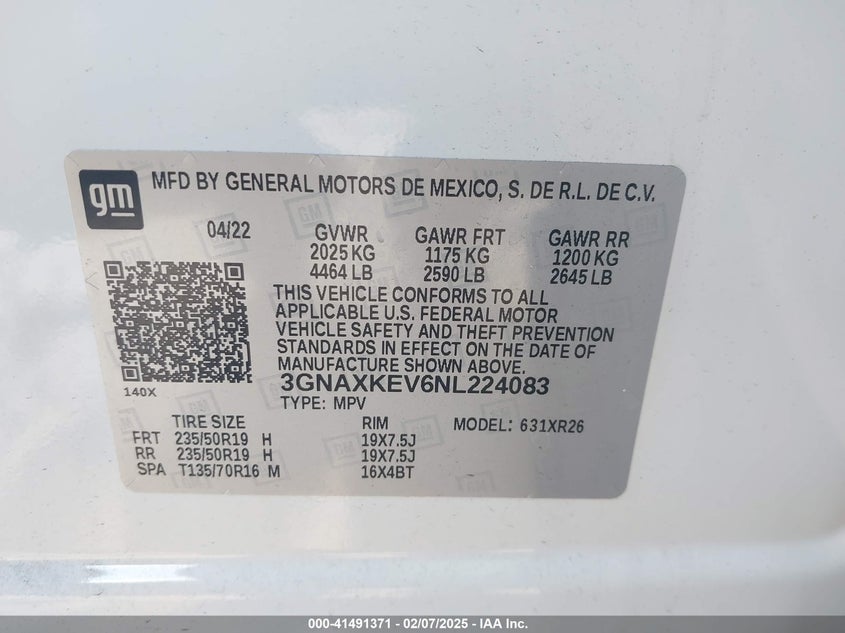 gm
MFD BY GENERAL MOTORS DE MEXICO, S. DE R.L. DE C.V.
04/22 GVWR GAWR FRT GAWR RR
2025 KG 1175 KG 1200 KG
4464 LB 2590 LB 2645 LB
THIS VEHICLE CONFORMS TO ALL
APPLICABLE U.S. FEDERAL MOTOR
VEHICLE SAFETY AND THEFT PREVENTION
STANDARDS IN EFFECT ON THE DATE OF
MANUFACTURE SHOWN ABOVE.
140X
3GNAXKEV6NL224083
TYPE: MPV
TIRE SIZE RIM MODEL: 631XR26
FRT 235/50R19 H 19X7.5J
RR 235/50R19 H 19X7.5J
SPA T135/70R16 M 16X4BT
000-41491371 - 02/07/2025 - IAAI.com